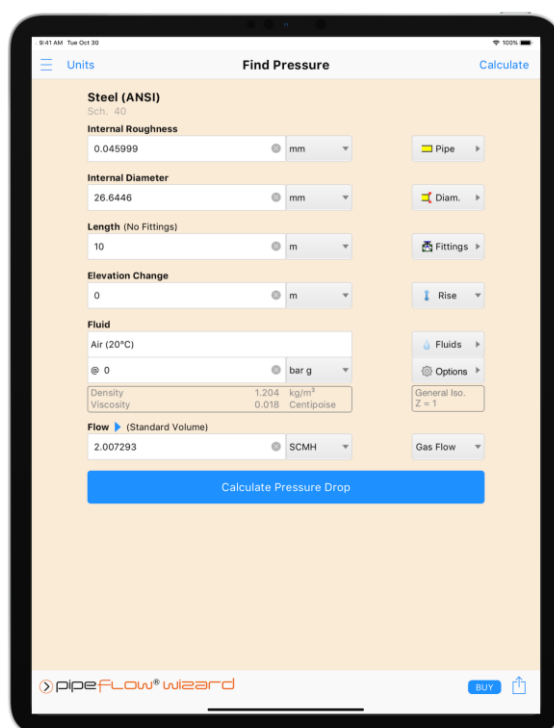 9:41 AM Tue Oct 30 100%
Units Find Pressure Calculate
Steel (ANSI)
Sch. 40
Internal Roughness
0.045999 mm Pipe
Internal Diameter
26.6446 mm Diam.
Length (No Fittings)
10 m Fittings
Elevation Change
0 m Rise
Fluid
Air (20°C) Fluids
@ 0 bar g Options
Density 1.204 kg/m³ General Iso.
Viscosity 0.018 Centipoise Z = 1
Flow (Standard Volume)
2.007293 SCMH Gas Flow
Calculate Pressure Drop
pipeflow® wizard BUY